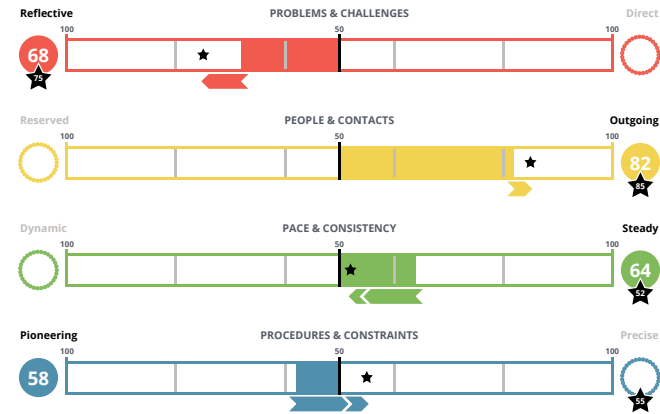 Reflective PROBLEMS & CHALLENGES Direct
100 50 100
68
75
Reserved PEOPLE & CONTACTS Outgoing
100 50 100
82
85
Dynamic PACE & CONSISTENCY Steady
100 50 100
64
52
Pioneering PROCEDURES & CONSTRAINTS Precise
100 50 100
58
55